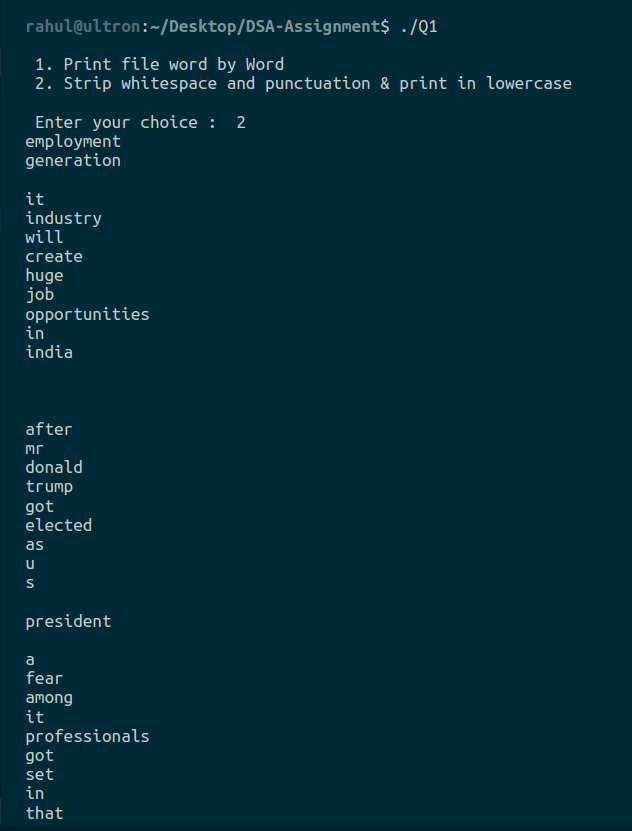 rahul@ultron:~/Desktop/DSA-Assignment$ ./Q1
1. Print file word by Word
2. Strip whitespace and punctuation & print in lowercase
Enter your choice :  2
employment
generation
it
industry
will
create
huge
job
opportunities
in
india
after
mr
donald
trump
got
elected
as
u
s
president
a
fear
among
it
professionals
got
set
in
that